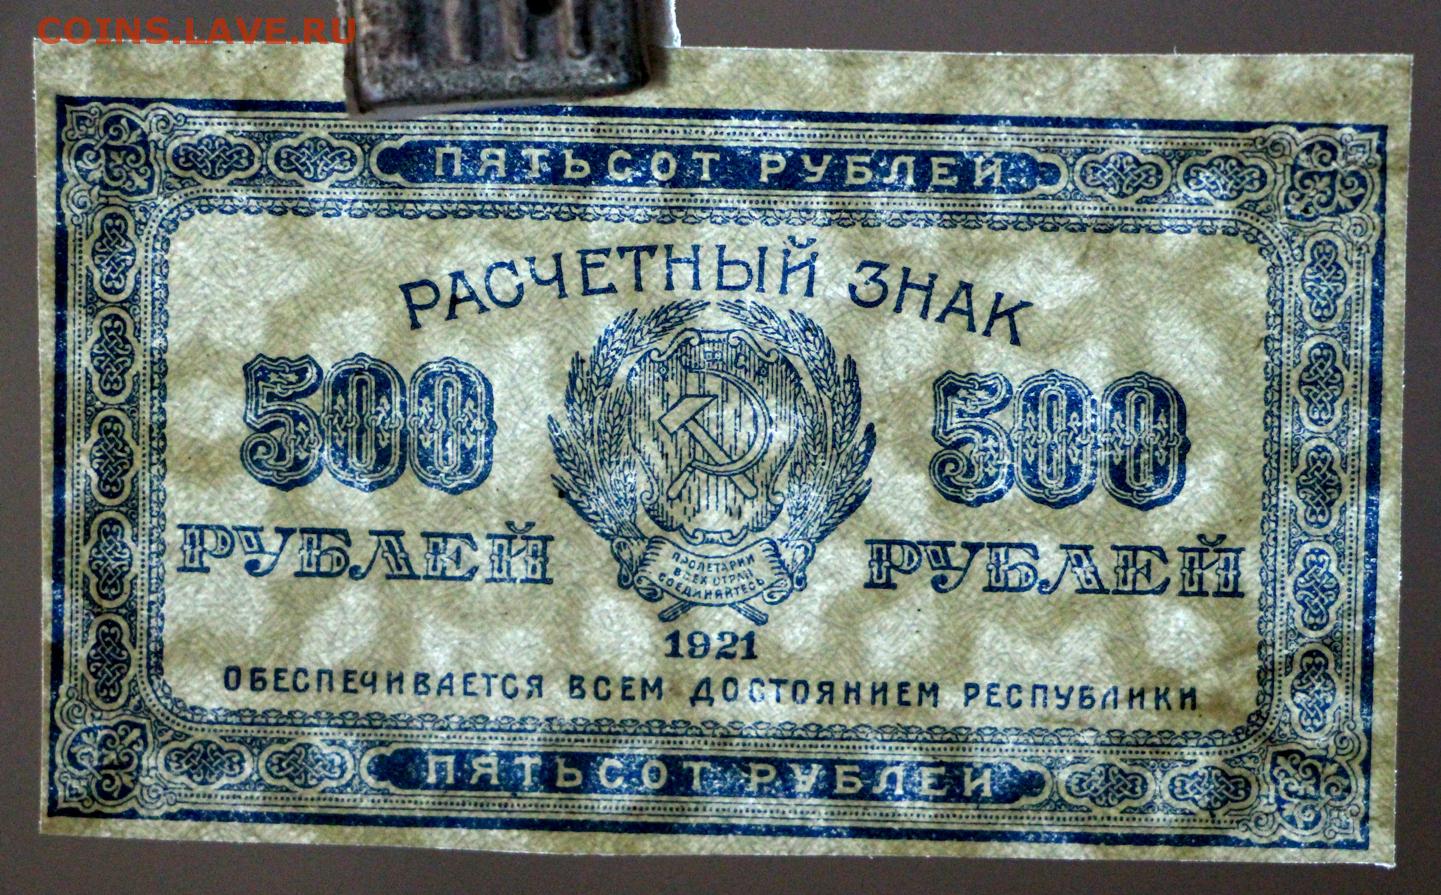 COINS.LAVE.RU
ПЯТЬСОТ РУБЛЕЙ
РАСЧЕТНЫЙ ЗНАК
500 500
РУБЛЕЙ РУБЛЕЙ
ПРОЛЕТАРИИ
ВСЕХ СТРАН
СОЕДИНЯЙТЕСЬ
1921
ОБЕСПЕЧИВАЕТСЯ ВСЕМ ДОСТОЯНИЕМ РЕСПУБЛИКИ
ПЯТЬСОТ РУБЛЕЙ